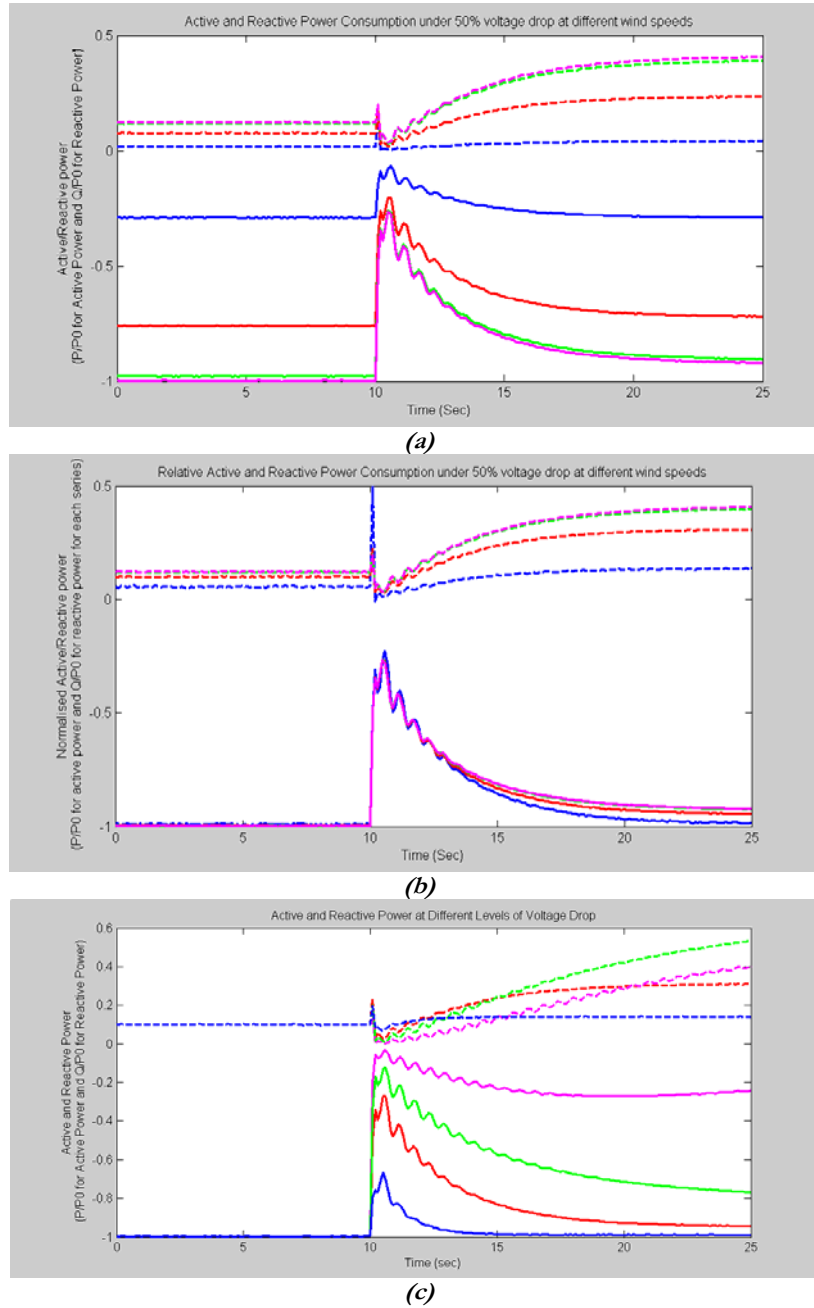 Active and Reactive Power Consumption under 50% voltage drop at different wind speeds
Active/Reactive power
(P/P0 for Active Power and Q/P0 for Reactive Power)
0.5
0
-0.5
-1
0 5 10 15 20 25
Time (Sec)
(a)
Relative Active and Reactive Power Consumption under 50% voltage drop at different wind speeds
Normalised Active/Reactive power
(P/P0 for active power and Q/P0 for reactive power for each series)
0.5
0
-0.5
-1
0 5 10 15 20 25
Time (Sec)
(b)
Active and Reactive Power at Different Levels of Voltage Drop
Active and Reactive Power
(P/P0 for Active Power and Q/P0 for Reactive Power)
0.6
0.4
0.2
0
-0.2
-0.4
-0.6
-0.8
-1
0 5 10 15 20 25
Time (sec)
(c)